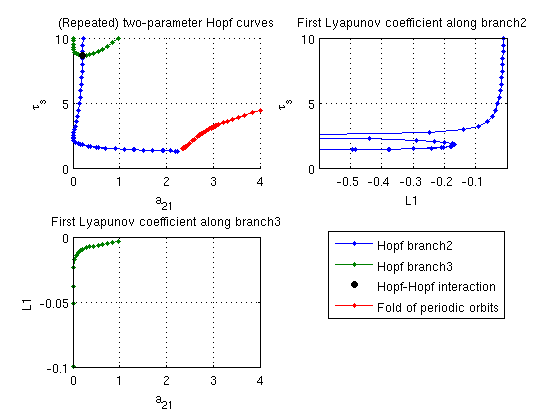 (Repeated) two-parameter Hopf curves
10
5
0
τs
0 1 2 3 4
a21
First Lyapunov coefficient along branch2
10
5
0
τs
-0.5 -0.4 -0.3 -0.2 -0.1
L1
First Lyapunov coefficient along branch3
0
-0.05
-0.1
L1
0 1 2 3 4
a21
Hopf branch2
Hopf branch3
Hopf-Hopf interaction
Fold of periodic orbits